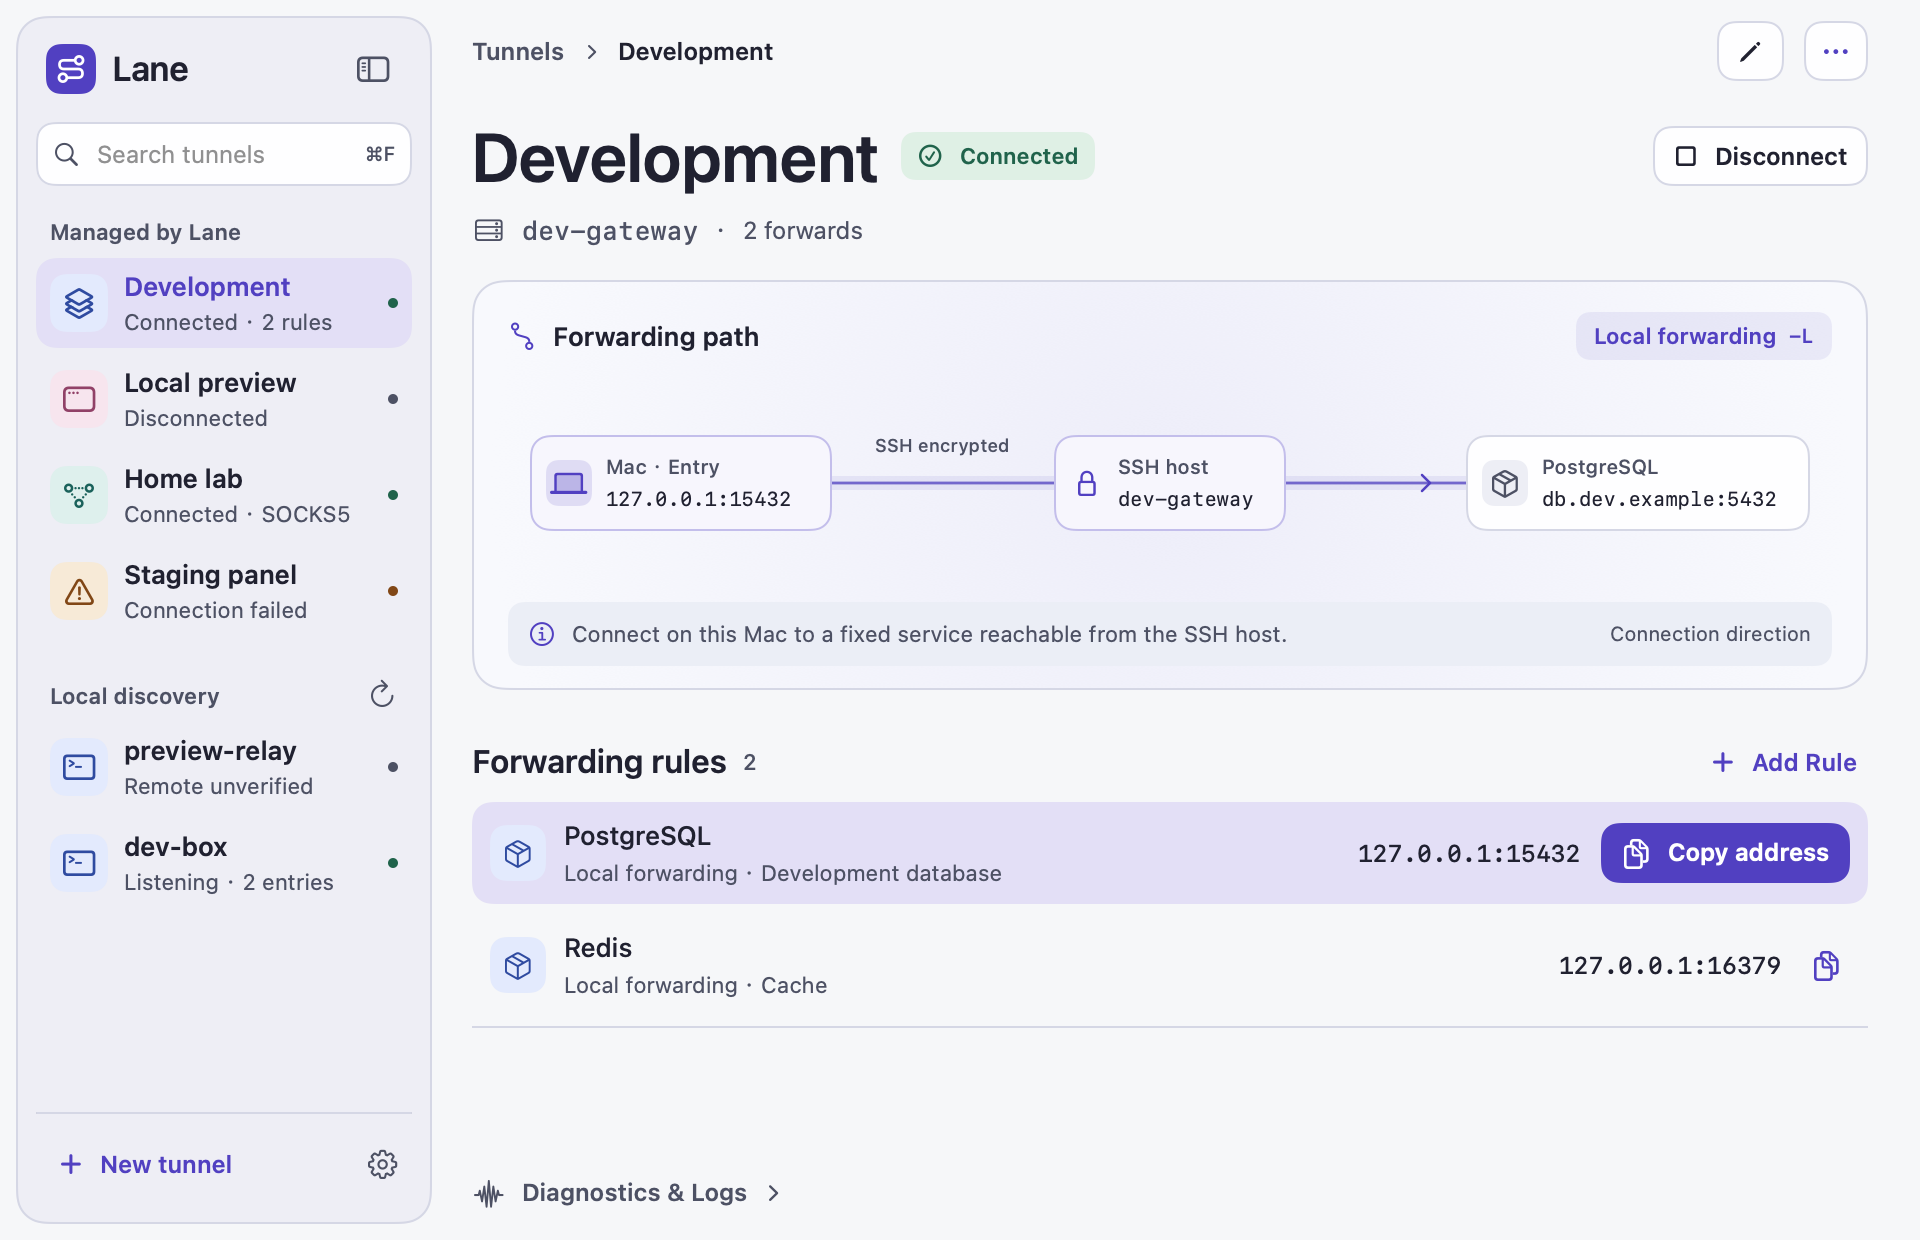 Lane
Search tunnels ⌘F
Managed by Lane
Development
Connected · 2 rules
Local preview
Disconnected
Home lab
Connected · SOCKS5
Staging panel
Connection failed
Local discovery
preview-relay
Remote unverified
dev-box
Listening · 2 entries
+ New tunnel
Tunnels > Development
Development Connected
Disconnect
dev-gateway · 2 forwards
Forwarding path
Local forwarding -L
Mac · Entry
127.0.0.1:15432
SSH encrypted
SSH host
dev-gateway
PostgreSQL
db.dev.example:5432
Connect on this Mac to a fixed service reachable from the SSH host.
Connection direction
Forwarding rules 2
+ Add Rule
PostgreSQL
Local forwarding · Development database
127.0.0.1:15432
Copy address
Redis
Local forwarding · Cache
127.0.0.1:16379
Diagnostics & Logs >